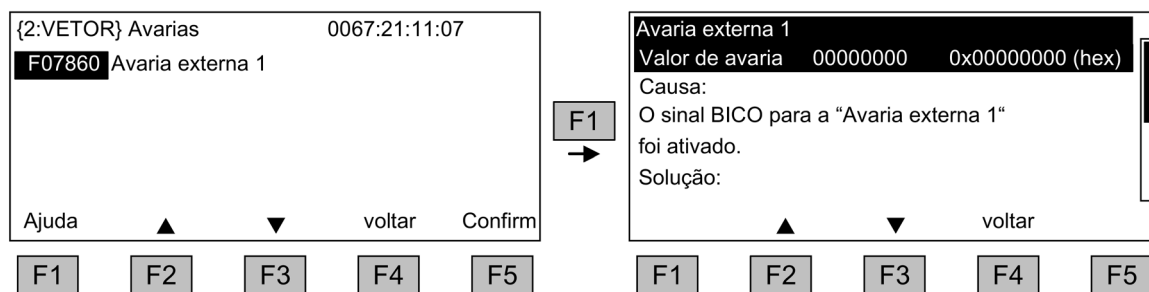 {2:VETOR} Avarias 0067:21:11:07
F07860 Avaria externa 1
Ajuda ▲ ▼ voltar Confirm
F1 F2 F3 F4 F5
F1
Avaria externa 1
Valor de avaria 00000000 0x00000000 (hex)
Causa:
O sinal BICO para a “Avaria externa 1“
foi ativado.
Solução:
▲ ▼ voltar
F1 F2 F3 F4 F5